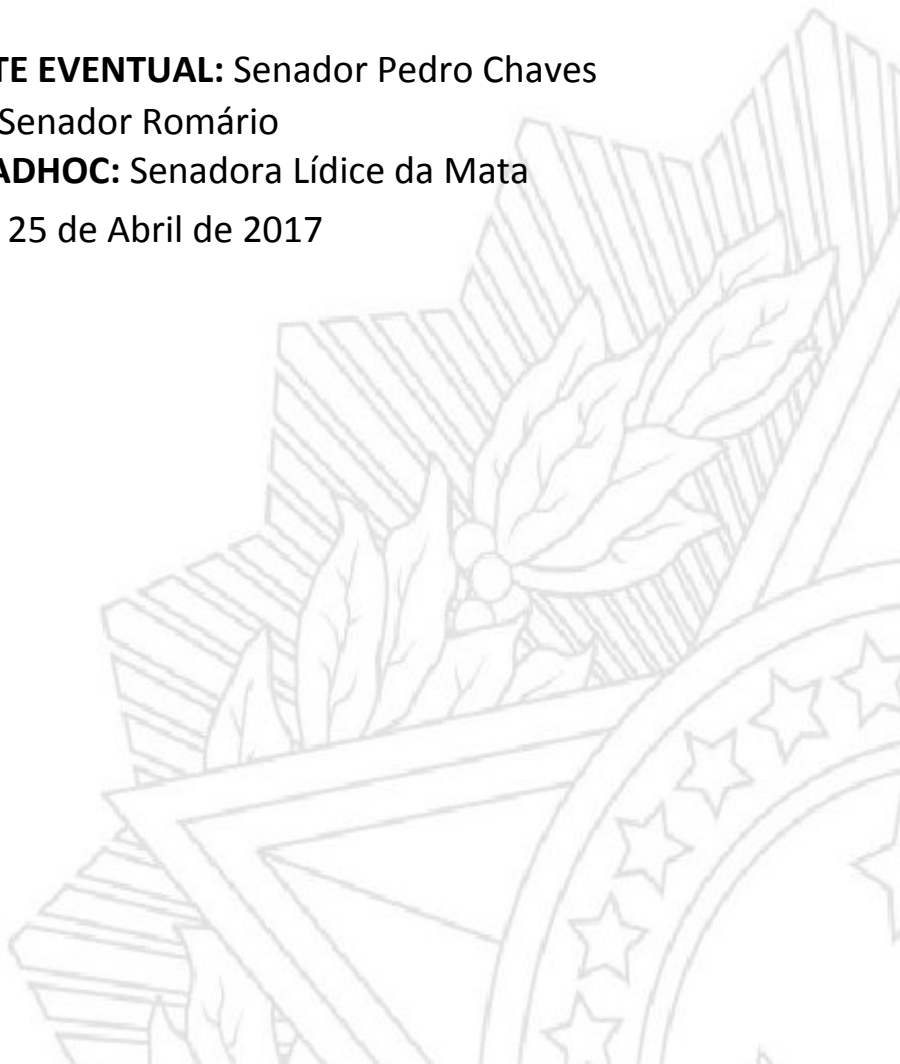 TE EVENTUAL: Senador Pedro Chaves
Senador Romário
ADHOC: Senadora Lídice da Mata
25 de Abril de 2017